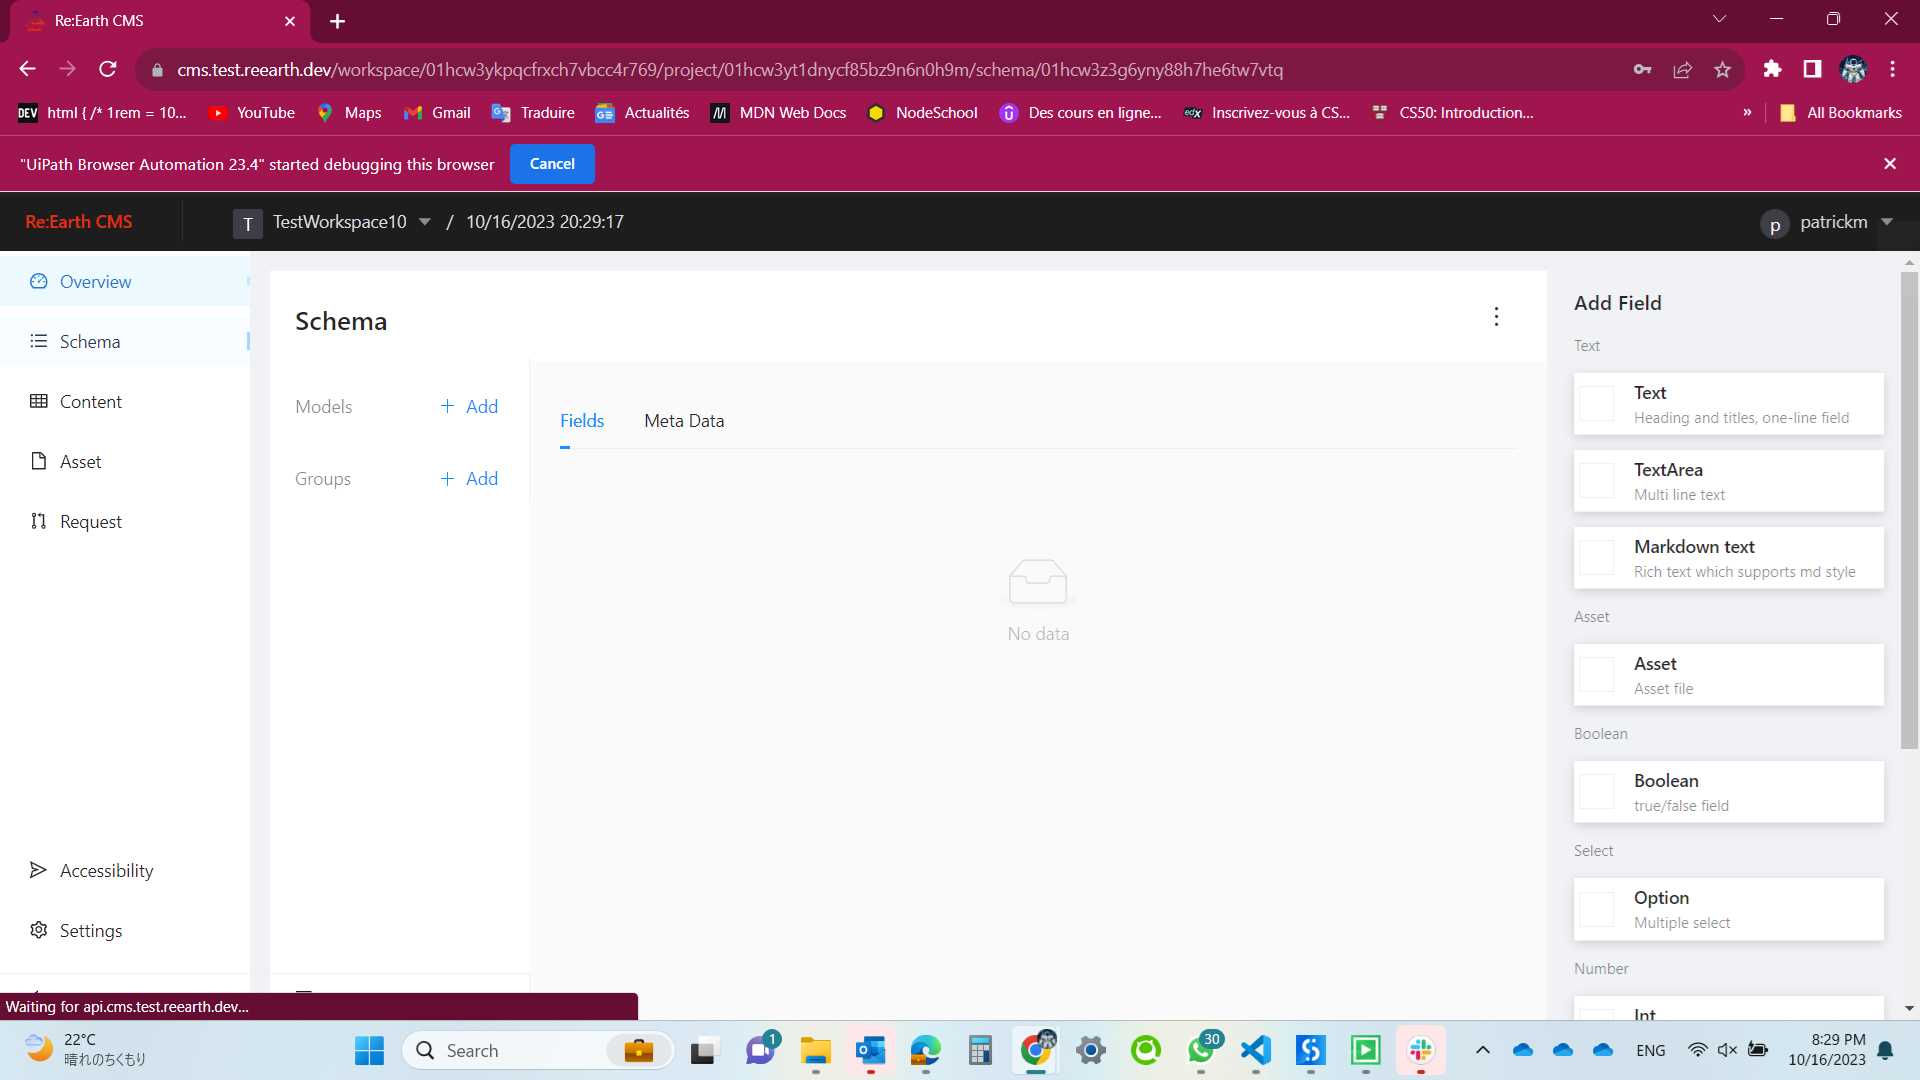 Re:Earth CMS
cms.test.reearth.dev/workspace/01hcw3ykpqcfrxch7vbcc4r769/project/01hcw3yt1dnycf85bz9n6n0h9m/schema/01hcw3z3g6yny88h7he6tw7vtq
DEV html { /* 1rem = 10... YouTube Maps Gmail Traduire Actualités MDN Web Docs NodeSchool Des cours en ligne... edX Inscrivez-vous à CS... CS50: Introduction... » All Bookmarks
"UiPath Browser Automation 23.4" started debugging this browser Cancel
Re:Earth CMS T TestWorkspace10 / 10/16/2023 20:29:17 p patrickm
Overview
Schema
Content
Asset
Request
Accessibility
Settings
Schema
Models + Add
Groups + Add
Fields Meta Data
No data
Add Field
Text
Text
Heading and titles, one-line field
TextArea
Multi line text
Markdown text
Rich text which supports md style
Asset
Asset
Asset file
Boolean
Boolean
true/false field
Select
Option
Multiple select
Number
Int
Waiting for api.cms.test.reearth.dev...
22°C
晴れのちくもり
Search
1
30
ENG
8:29 PM
10/16/2023